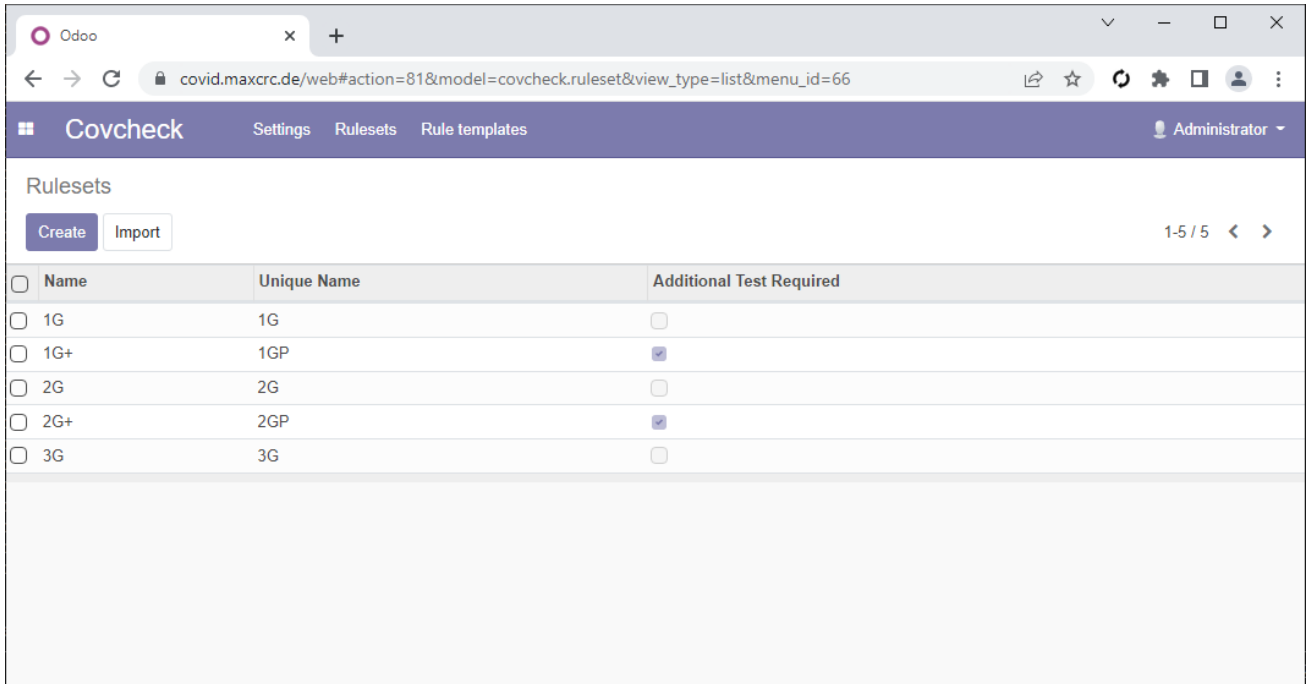 Odoo
covid.maxcrc.de/web#action=81&model=covcheck.ruleset&view_type=list&menu_id=66
Covcheck Settings Rulesets Rule templates Administrator
Rulesets
Create Import 1-5 / 5
Name Unique Name Additional Test Required
1G 1G
1G+ 1GP
2G 2G
2G+ 2GP
3G 3G